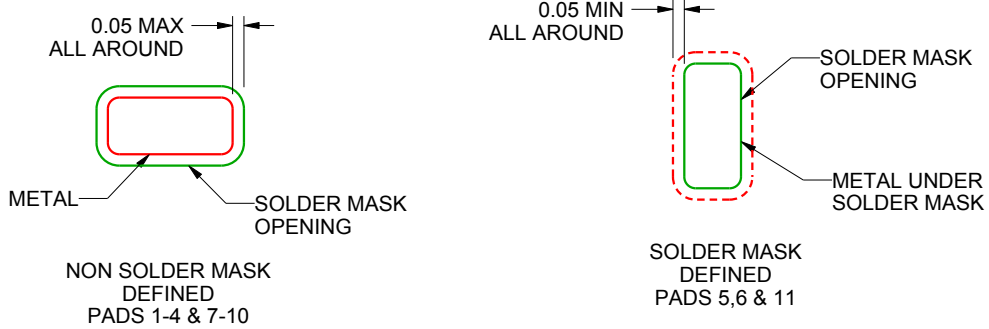 0.05 MAX
ALL AROUND
METAL
SOLDER MASK
OPENING
NON SOLDER MASK
DEFINED
PADS 1-4 & 7-10
0.05 MIN
ALL AROUND
SOLDER MASK
OPENING
METAL UNDER
SOLDER MASK
SOLDER MASK
DEFINED
PADS 5,6 & 11